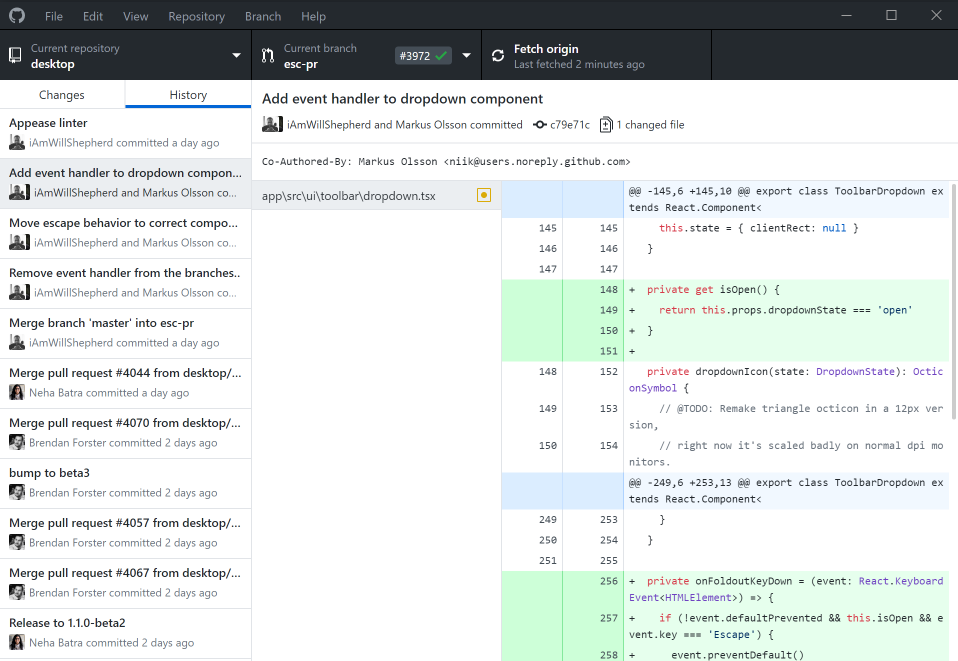 File Edit View Repository Branch Help
Current repository
desktop
Current branch
esc-pr
#3972
Fetch origin
Last fetched 2 minutes ago
Changes
History
Appease linter
iAmWillShepherd committed a day ago
Add event handler to dropdown compon...
iAmWillShepherd and Markus Olsson co...
Move escape behavior to correct compo...
iAmWillShepherd and Markus Olsson co...
Remove event handler from the branches..
iAmWillShepherd and Markus Olsson co...
Merge branch 'master' into esc-pr
iAmWillShepherd committed a day ago
Merge pull request #4044 from desktop/...
Neha Batra committed a day ago
Merge pull request #4070 from desktop/...
Brendan Forster committed 2 days ago
bump to beta3
Brendan Forster committed 2 days ago
Merge pull request #4057 from desktop/...
Brendan Forster committed 2 days ago
Merge pull request #4067 from desktop/...
Brendan Forster committed 2 days ago
Release to 1.1.0-beta2
Neha Batra committed 2 days ago
Add event handler to dropdown component
iAmWillShepherd and Markus Olsson committed c79e71c 1 changed file
Co-Authored-By: Markus Olsson <niik@users.noreply.github.com>
app\src\ui\toolbar\dropdown.tsx
@@ -145,6 +145,10 @@ export class ToolbarDropdown ex
tends React.Component<
145 145 this.state = { clientRect: null }
146 146 }
147 147
148 + private get isOpen() {
149 + return this.props.dropdownState === 'open'
150 + }
151 +
148 152 private dropdownIcon(state: DropdownState): Octic
onSymbol {
149 153 // @TODO: Remake triangle octicon in a 12px ver
sion,
150 154 // right now it's scaled badly on normal dpi mo
nitors.
@@ -249,6 +253,13 @@ export class ToolbarDropdown ex
tends React.Component<
249 253 }
250 254 }
251 255
256 + private onFoldoutKeyDown = (event: React.Keyboard
Event<HTMLElement>) => {
257 + if (!event.defaultPrevented && this.isOpen && e
vent.key === 'Escape') {
258 + event.preventDefault()